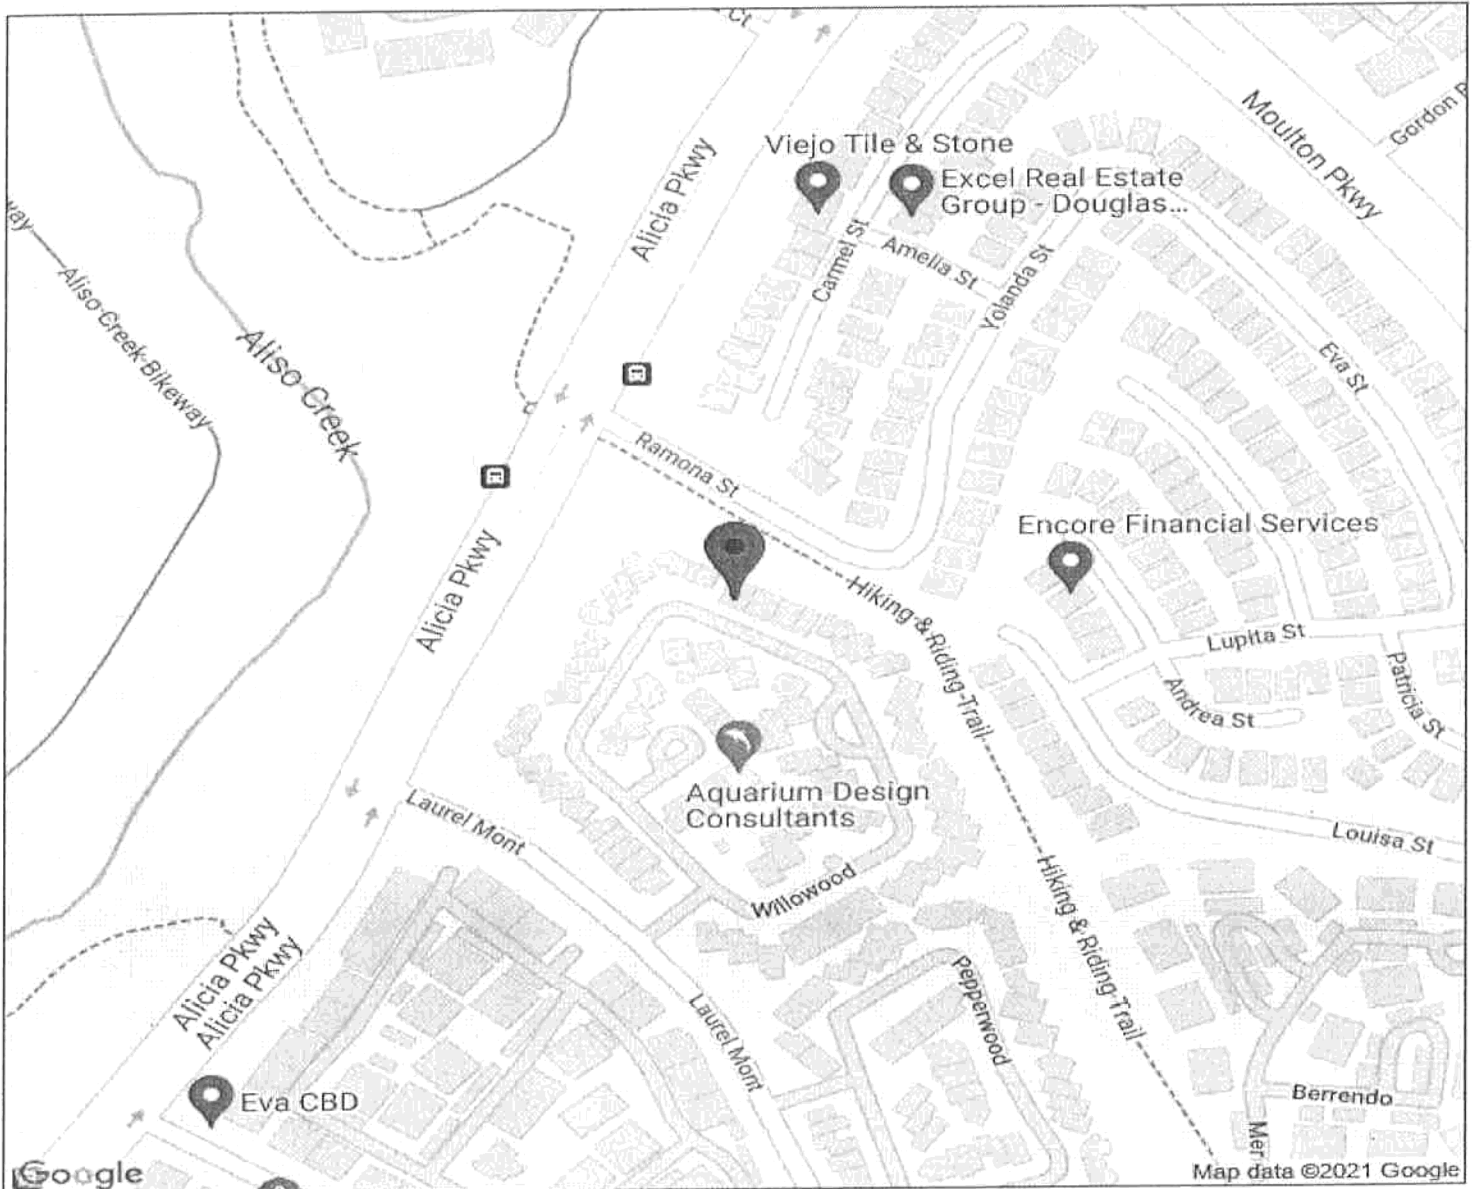 Ct
Gordon
Moulton Pkwy
Viejo Tile & Stone
Excel Real Estate
Group - Douglas...
Alicia Pkwy
way
Carmel St
Amelia St
Yolanda St
Aliso Creek Bikeway
Aliso Creek
Eva St
Ramona St
Encore Financial Services
Alicia Pkwy
Hiking & Riding Trail
Lupita St
Andrea St
Patricia St
Aquarium Design
Consultants
Laurel Mont
Louisa St
Willowood
Hiking & Riding Trail
Alicia Pkwy
Alicia Pkwy
Pepperwood
Laurel Mont
Eva CBD
Berrendo
Mer
Google
Map data ©2021 Google